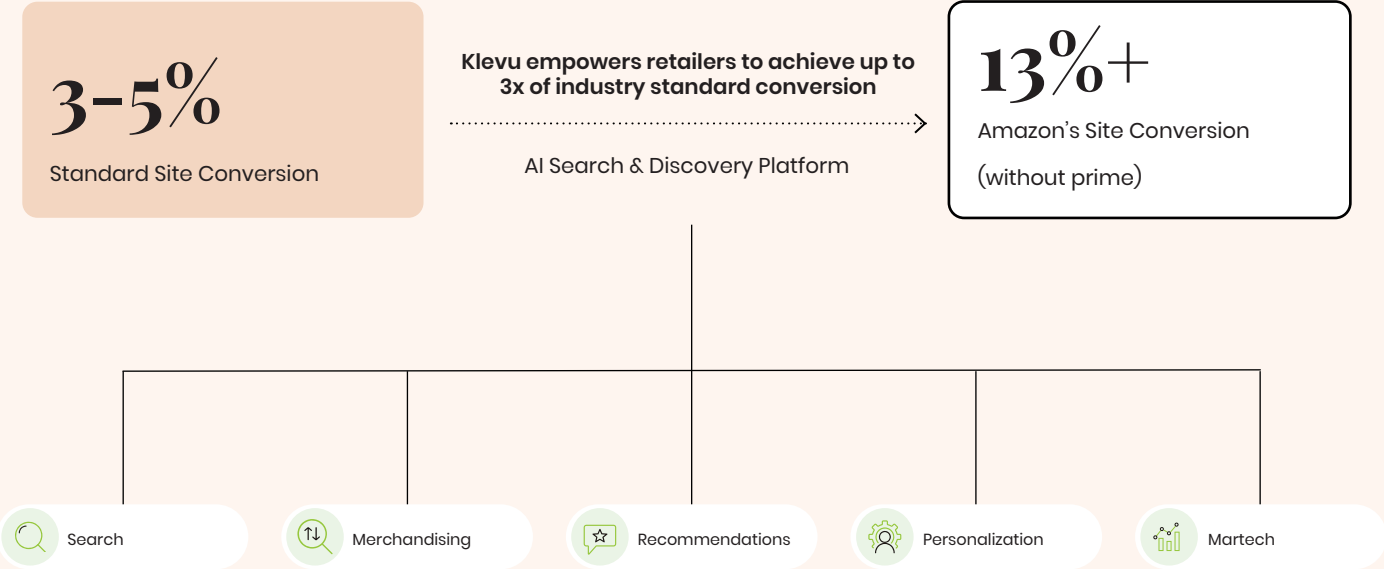 3–5%
Standard Site Conversion
Klevu empowers retailers to achieve up to
3x of industry standard conversion
AI Search & Discovery Platform
13%+
Amazon’s Site Conversion
(without prime)
Search
Merchandising
Recommendations
Personalization
Martech